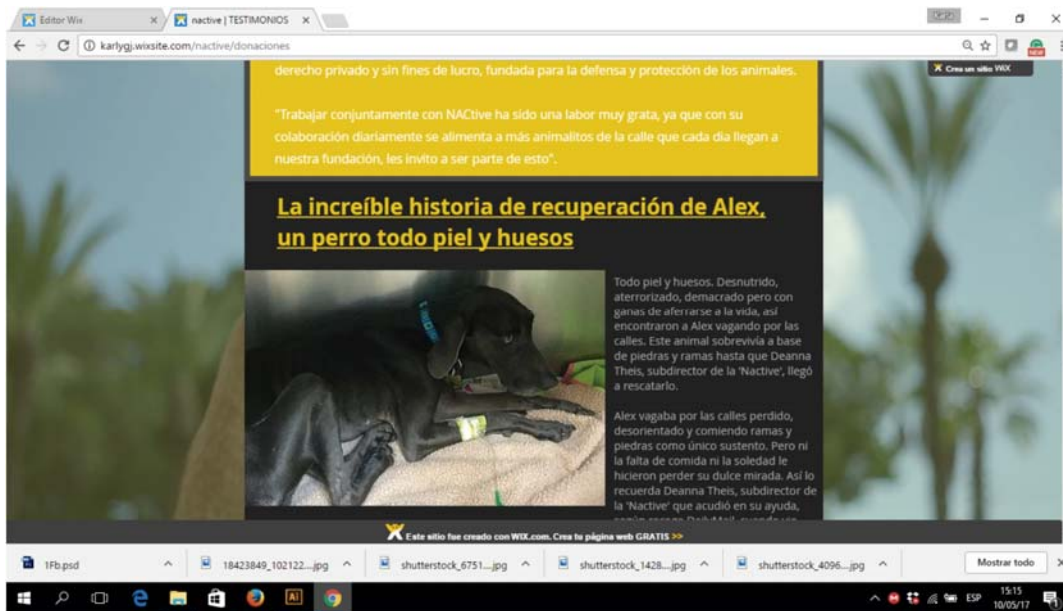 Editor Wix
nactive | TESTIMONIOS
karlygj.wixsite.com/nactive/donaciones
Crea un sitio WiX
derecho privado y sin fines de lucro, fundada para la defensa y protección de los animales.
"Trabajar conjuntamente con NACtive ha sido una labor muy grata, ya que con su
colaboración diariamente se alimenta a más animalitos de la calle que cada día llegan a
nuestra fundación, les invito a ser parte de esto".
La increíble historia de recuperación de Alex,
un perro todo piel y huesos
Todo piel y huesos. Desnutrido,
aterrorizado, demacrado pero con
ganas de aferrarse a la vida, así
encontraron a Alex vagando por las
calles. Este animal sobrevivía a base
de piedras y ramas hasta que Deanna
Theis, subdirector de la 'Nactive', llegó
a rescatarlo.
Alex vagaba por las calles perdido,
desorientado y comiendo ramas y
piedras como único sustento. Pero ni
la falta de comida ni la soledad le
hicieron perder su dulce mirada. Así lo
recuerda Deanna Theis, subdirector de
la 'Nactive' que acudió en su ayuda,
según recoge DailyMail, cuando vio
Este sitio fue creado con WIX.com. Crea tu página web GRATIS >>
1Fb.psd
18423849_102122....jpg
shutterstock_6751....jpg
shutterstock_1428....jpg
shutterstock_4096....jpg
Mostrar todo
Ai
ESP
15:15
10/05/17